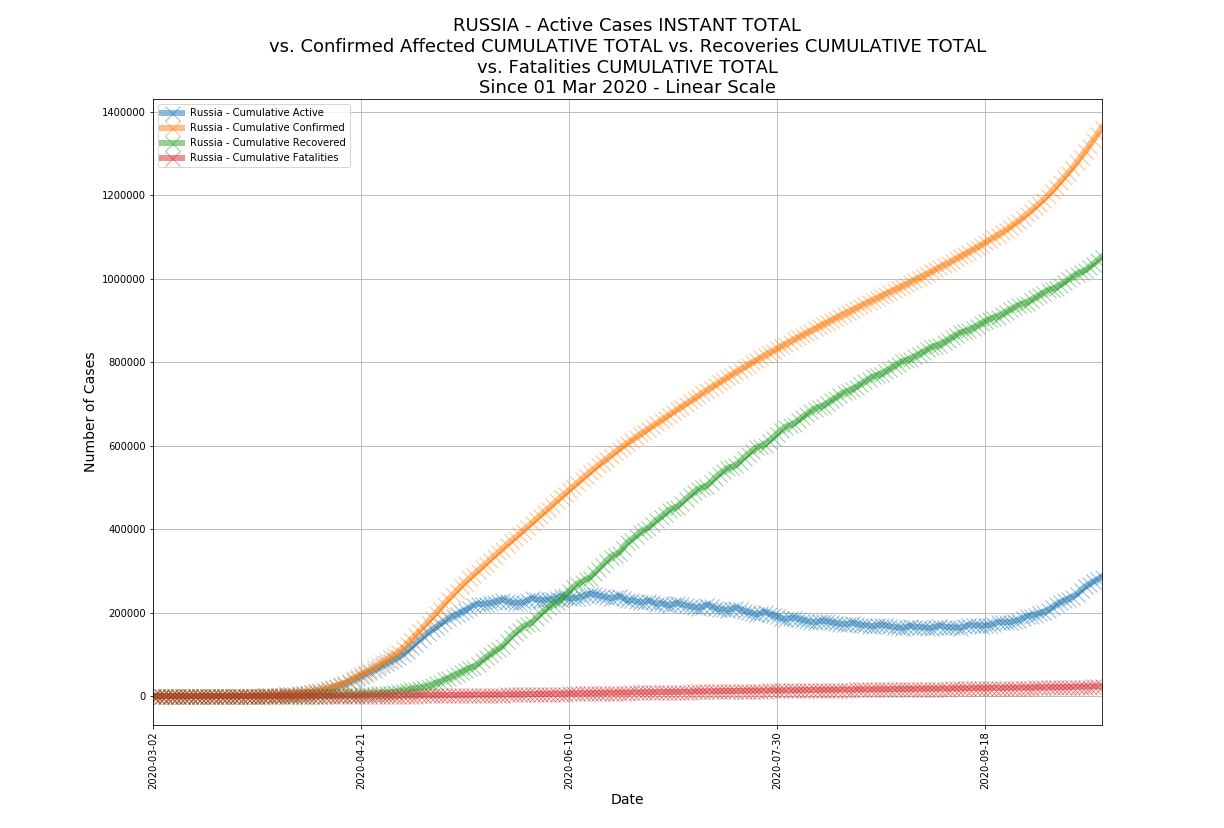 RUSSIA - Active Cases INSTANT TOTAL
vs. Confirmed Affected CUMULATIVE TOTAL vs. Recoveries CUMULATIVE TOTAL
vs. Fatalities CUMULATIVE TOTAL
Since 01 Mar 2020 - Linear Scale
Russia - Cumulative Active
Russia - Cumulative Confirmed
Russia - Cumulative Recovered
Russia - Cumulative Fatalities
Number of Cases
1400000
1200000
1000000
800000
600000
400000
200000
0
2020-03-02
2020-04-21
2020-06-10
2020-07-30
2020-09-18
Date